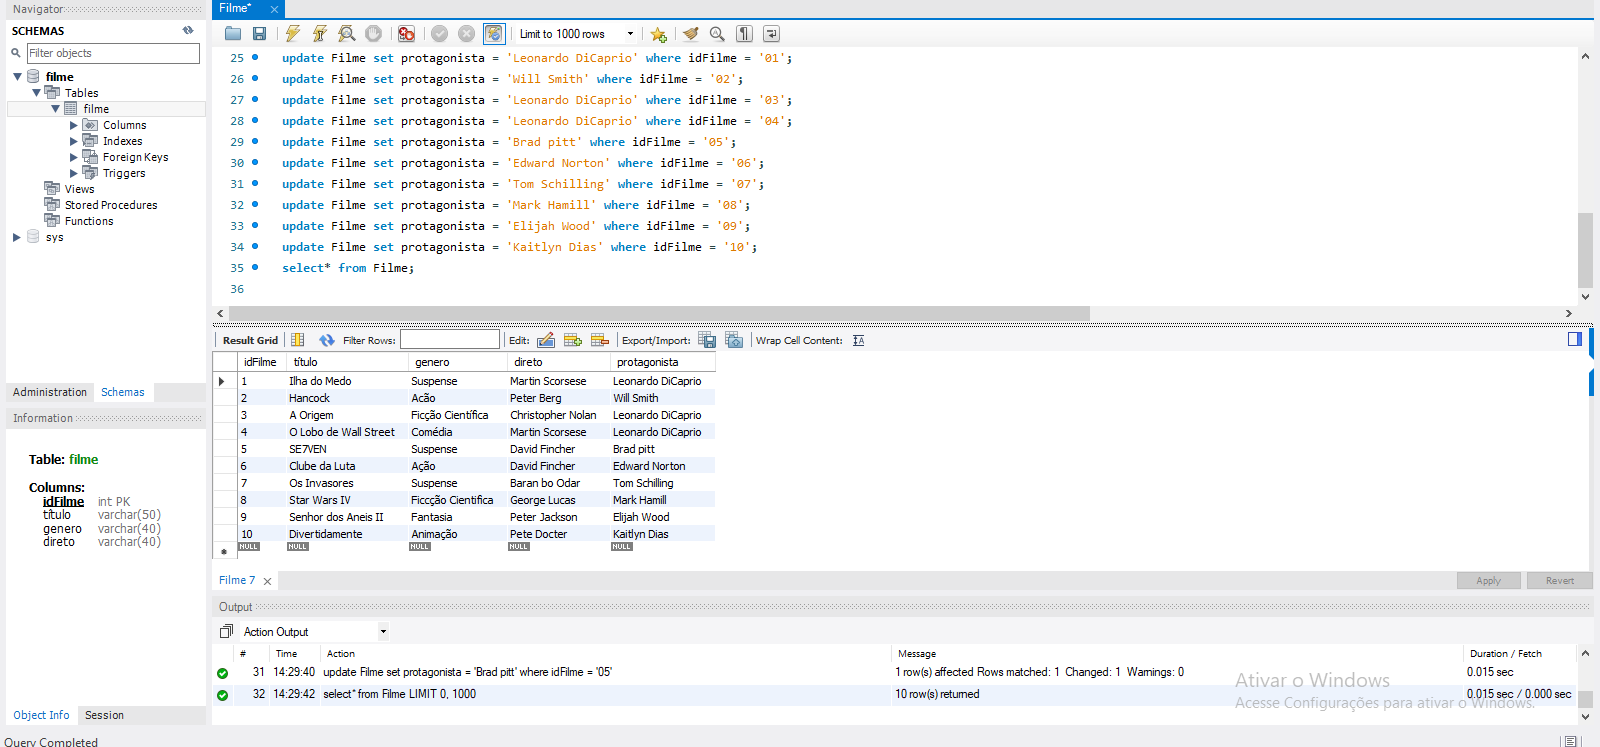 Navigator
SCHEMAS
Filter objects
filme
Tables
filme
Columns
Indexes
Foreign Keys
Triggers
Views
Stored Procedures
Functions
sys
Administration Schemas
Information
Table: filme
Columns:
idFilme int PK
título varchar(50)
genero varchar(40)
direto varchar(40)
Object Info Session
Query Completed
Filme*
Limit to 1000 rows
25 update Filme set protagonista = 'Leonardo DiCaprio' where idFilme = '01';
26 update Filme set protagonista = 'Will Smith' where idFilme = '02';
27 update Filme set protagonista = 'Leonardo DiCaprio' where idFilme = '03';
28 update Filme set protagonista = 'Leonardo DiCaprio' where idFilme = '04';
29 update Filme set protagonista = 'Brad pitt' where idFilme = '05';
30 update Filme set protagonista = 'Edward Norton' where idFilme = '06';
31 update Filme set protagonista = 'Tom Schilling' where idFilme = '07';
32 update Filme set protagonista = 'Mark Hamill' where idFilme = '08';
33 update Filme set protagonista = 'Elijah Wood' where idFilme = '09';
34 update Filme set protagonista = 'Kaitlyn Dias' where idFilme = '10';
35 select* from Filme;
36
Result Grid Filter Rows: Edit: Export/Import: Wrap Cell Content:
idFilme título genero direto protagonista
1 Ilha do Medo Suspense Martin Scorsese Leonardo DiCaprio
2 Hancock Acão Peter Berg Will Smith
3 A Origem Ficção Científica Christopher Nolan Leonardo DiCaprio
4 O Lobo de Wall Street Comédia Martin Scorsese Leonardo DiCaprio
5 SE7VEN Suspense David Fincher Brad pitt
6 Clube da Luta Ação David Fincher Edward Norton
7 Os Invasores Suspense Baran bo Odar Tom Schilling
8 Star Wars IV Ficcção Cientifica George Lucas Mark Hamill
9 Senhor dos Aneis II Fantasia Peter Jackson Elijah Wood
10 Divertidamente Animação Pete Docter Kaitlyn Dias
NULL NULL NULL NULL NULL
Filme 7
Apply Revert
Output
Action Output
# Time Action Message Duration / Fetch
31 14:29:40 update Filme set protagonista = 'Brad pitt' where idFilme = '05' 1 row(s) affected Rows matched: 1 Changed: 1 Warnings: 0 0.015 sec
32 14:29:42 select* from Filme LIMIT 0, 1000 10 row(s) returned 0.015 sec / 0.000 sec
Ativar o Windows
Acesse Configurações para ativar o Windows.